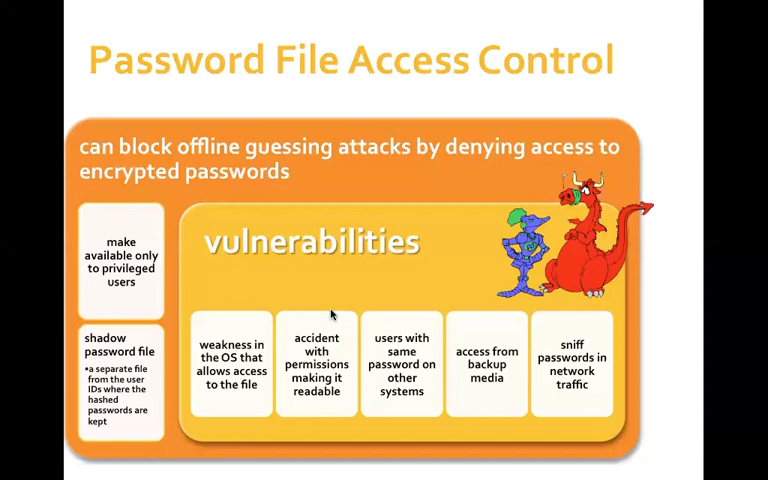 Password File Access Control
can block offline guessing attacks by denying access to
encrypted passwords
make
available only
to privileged
users
shadow
password file
•a separate file
from the user
IDs where the
hashed
passwords are
kept
vulnerabilities
weakness in
the OS that
allows access
to the file
accident
with
permissions
making it
readable
users with
same
password on
other
systems
access from
backup
media
sniff
passwords in
network
traffic